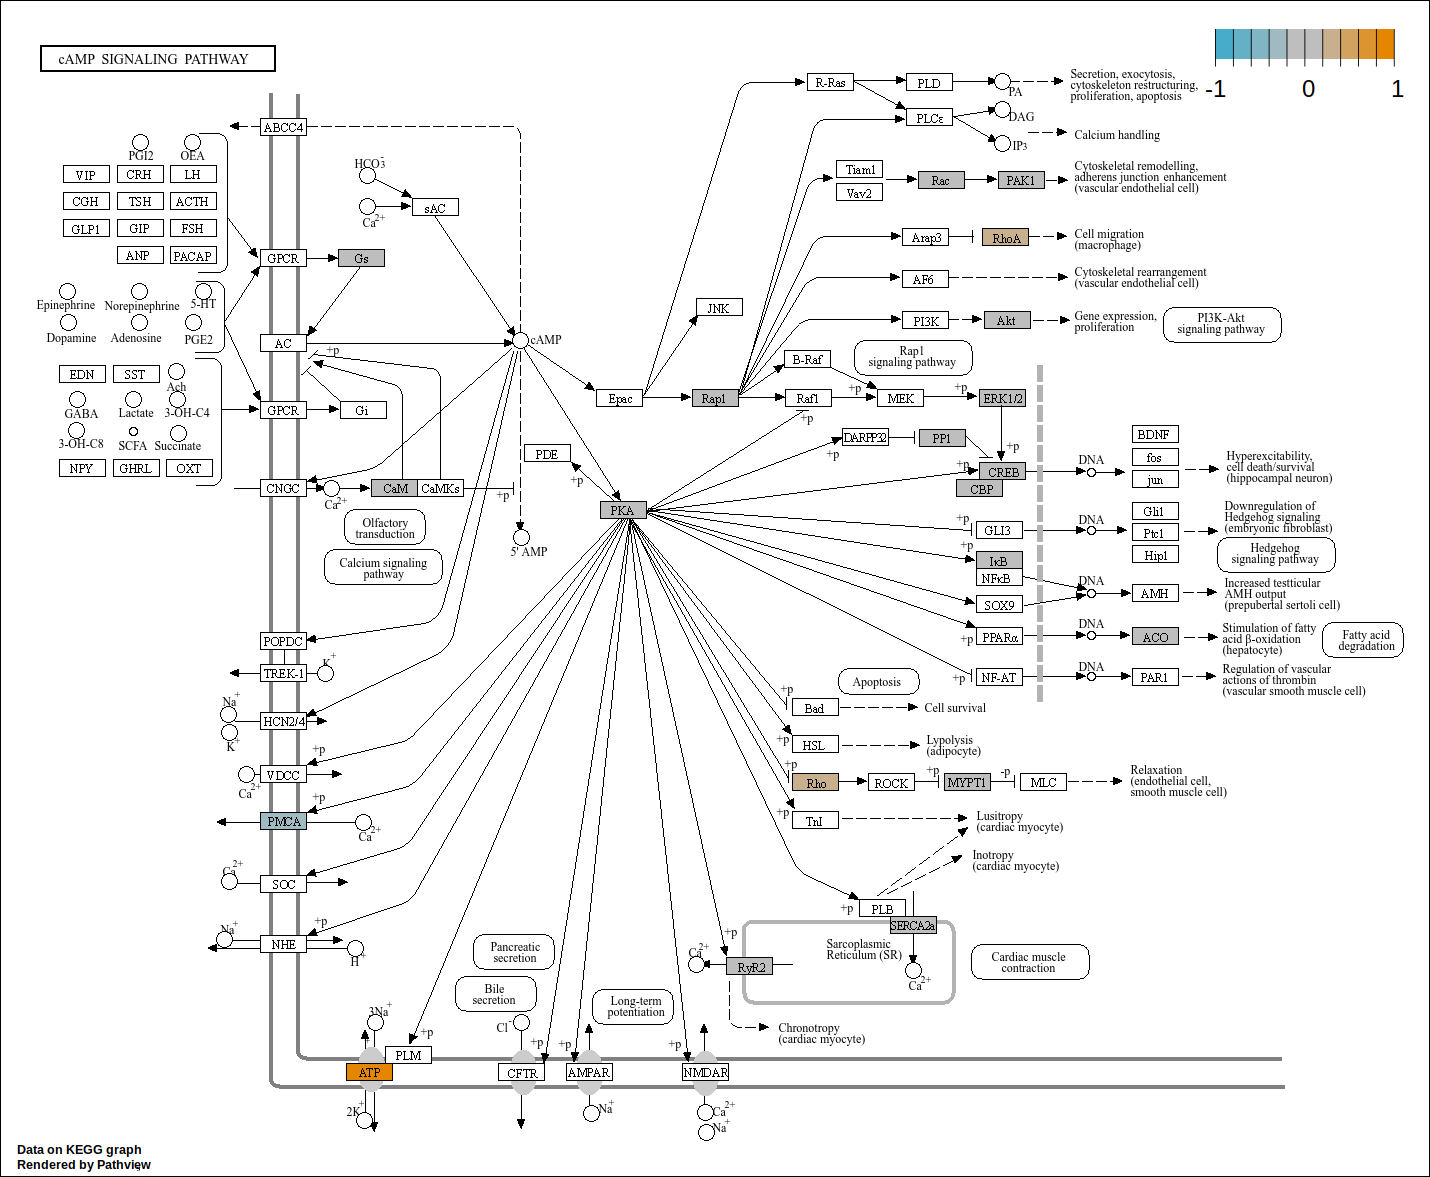 cAMP SIGNALING PATHWAY
-1 0 1
R-Ras
PLD
PA
Secretion, exocytosis,
cytoskeleton restructuring,
proliferation, apoptosis
PLCε
DAG
IP3
Calcium handling
ABCC4
PGI2
OEA
VIP
CRH
LH
CGH
TSH
ACTH
GLP1
GIP
FSH
ANP
PACAP
HCO3-
Ca2+
sAC
Tiam1
Vav2
Rac
PAK1
Cytoskeletal remodelling,
adherens junction enhancement
(vascular endothelial cell)
GPCR
Gs
Arap3
RhoA
Cell migration
(macrophage)
AF6
Cytoskeletal rearrangement
(vascular endothelial cell)
Epinephrine
Norepinephrine
5-HT
Dopamine
Adenosine
PGE2
JNK
PI3K
Akt
Gene expression,
proliferation
PI3K-Akt
signaling pathway
AC
+p
cAMP
B-Raf
Rap1
signaling pathway
EDN
SST
Ach
GABA
Lactate
3-OH-C4
3-OH-C8
SCFA
Succinate
NPY
GHRL
OXT
GPCR
Gi
Epac
Rap1
Raf1
+p
MEK
+p
ERK1/2
+p
DARPP32
+p
PP1
+p
PDE
+p
CREB
+p
CBP
DNA
BDNF
fos
jun
Hyperexcitability,
cell death/survival
(hippocampal neuron)
CNGC
Ca2+
CaM
CaMKs
+p
PKA
5' AMP
Olfactory
transduction
Calcium signaling
pathway
+p
GLI3
DNA
Gli1
Ptc1
Hip1
Downregulation of
Hedgehog signaling
(embryonic fibroblast)
Hedgehog
signaling pathway
+p
IκB
NFκB
DNA
AMH
Increased testticular
AMH output
(prepubertal sertoli cell)
SOX9
PPARα
+p
DNA
ACO
Stimulation of fatty
acid β-oxidation
(hepatocyte)
Fatty acid
degradation
+p
NF-AT
DNA
PAR1
Regulation of vascular
actions of thrombin
(vascular smooth muscle cell)
POPDC
TREK-1
K+
Na+
K+
HCN2/4
+p
VDCC
Ca2+
+p
PMCA
Ca2+
Ca2+
SOC
Na+
+p
NHE
H+
Apoptosis
+p
Bad
Cell survival
+p
HSL
Lypolysis
(adipocyte)
+p
Rho
ROCK
+p
MYPT1
-p
MLC
Relaxation
(endothelial cell,
smooth muscle cell)
+p
TnI
Lusitropy
(cardiac myocyte)
Inotropy
(cardiac myocyte)
+p
PLB
SERCA2a
Sarcoplasmic
Reticulum (SR)
Ca2+
Cardiac muscle
contraction
+p
Ca2+
RyR2
Chronotropy
(cardiac myocyte)
Pancreatic
secretion
Bile
secretion
Long-term
potentiation
3Na+
+p
PLM
ATP
2K+
Cl-
+p
CFTR
+p
AMPAR
Na+
+p
NMDAR
Ca2+
Na+
Data on KEGG graph
Rendered by Pathview